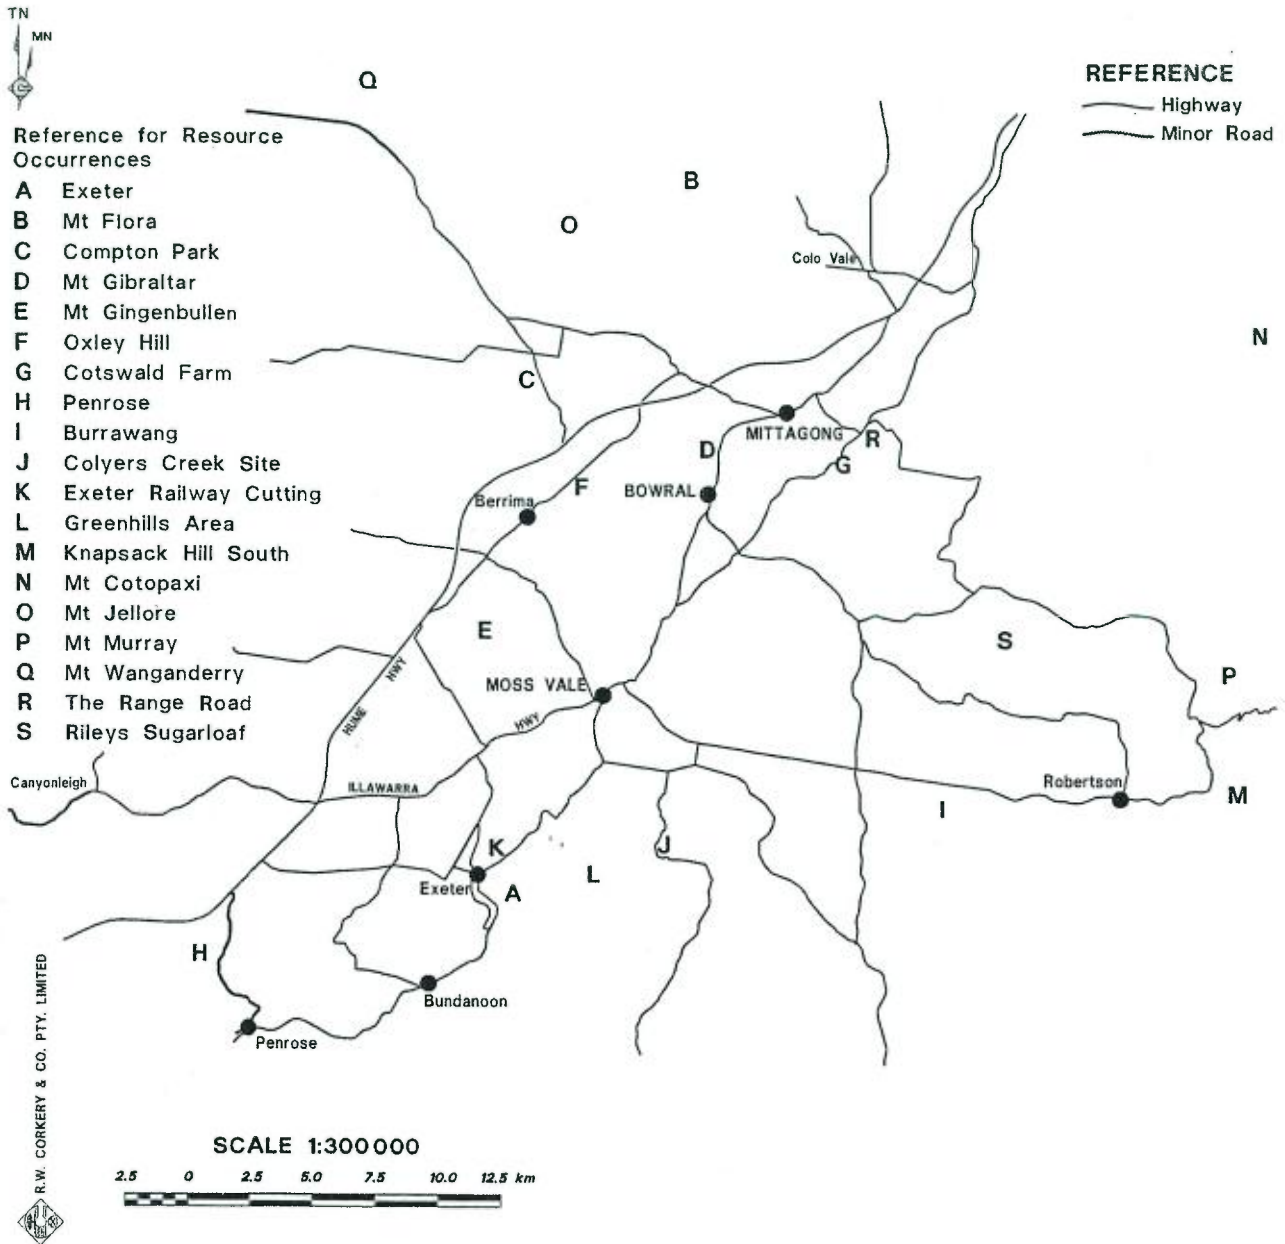 TN
MN
Q
REFERENCE
Highway
Minor Road
Reference for Resource
Occurrences
A Exeter
B Mt Flora
C Compton Park
D Mt Gibraltar
E Mt Gingenbullen
F Oxley Hill
G Cotswald Farm
H Penrose
I Burrawang
J Colyers Creek Site
K Exeter Railway Cutting
L Greenhills Area
M Knapsack Hill South
N Mt Cotopaxi
O Mt Jellore
P Mt Murray
Q Mt Wanganderry
R The Range Road
S Rileys Sugarloaf
B
O
Colo Vale
N
C
MITTAGONG
R
D
G
BOWRAL
F
Berrima
E
S
HWY
MOSS VALE
P
HUME
HWY
Canyonleigh
ILLAWARRA
Robertson
M
I
K
J
L
Exeter
A
H
Bundanoon
Penrose
R.W. CORKERY & CO. PTY. LIMITED
SCALE 1:300000
2.5 0 2.5 5.0 7.5 10.0 12.5 km